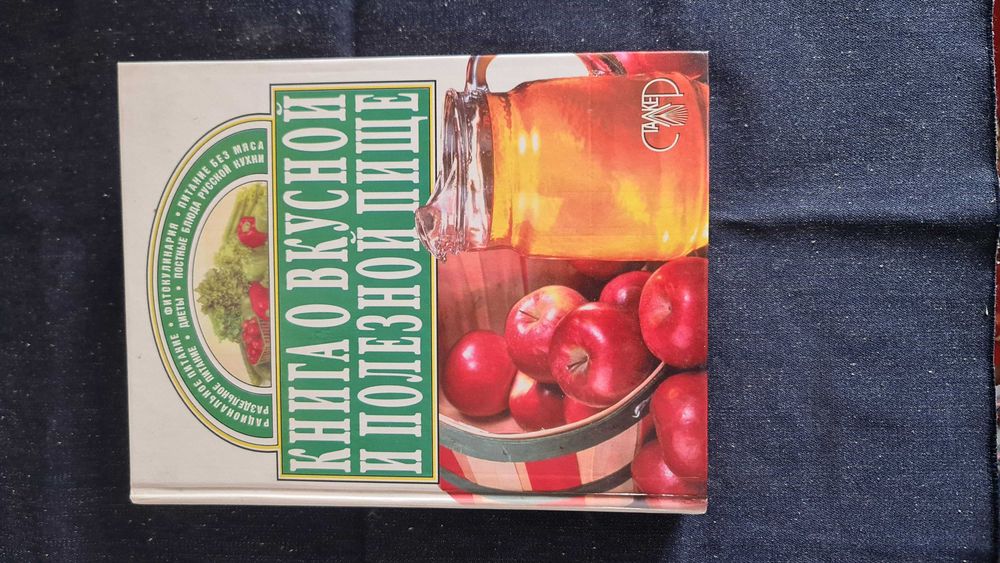 РАЦИОНАЛЬНОЕ ПИТАНИЕ • ФИТОКУЛИНАРИЯ • ПИТАНИЕ БЕЗ МЯСА
РАЗДЕЛЬНОЕ ПИТАНИЕ • ДИЕТЫ • ПОСТНЫЕ БЛЮДА РУССКОЙ КУХНИ
КНИГА О ВКУСНОЙ
И ПОЛЕЗНОЙ ПИЩЕ
СТАЛКЕР